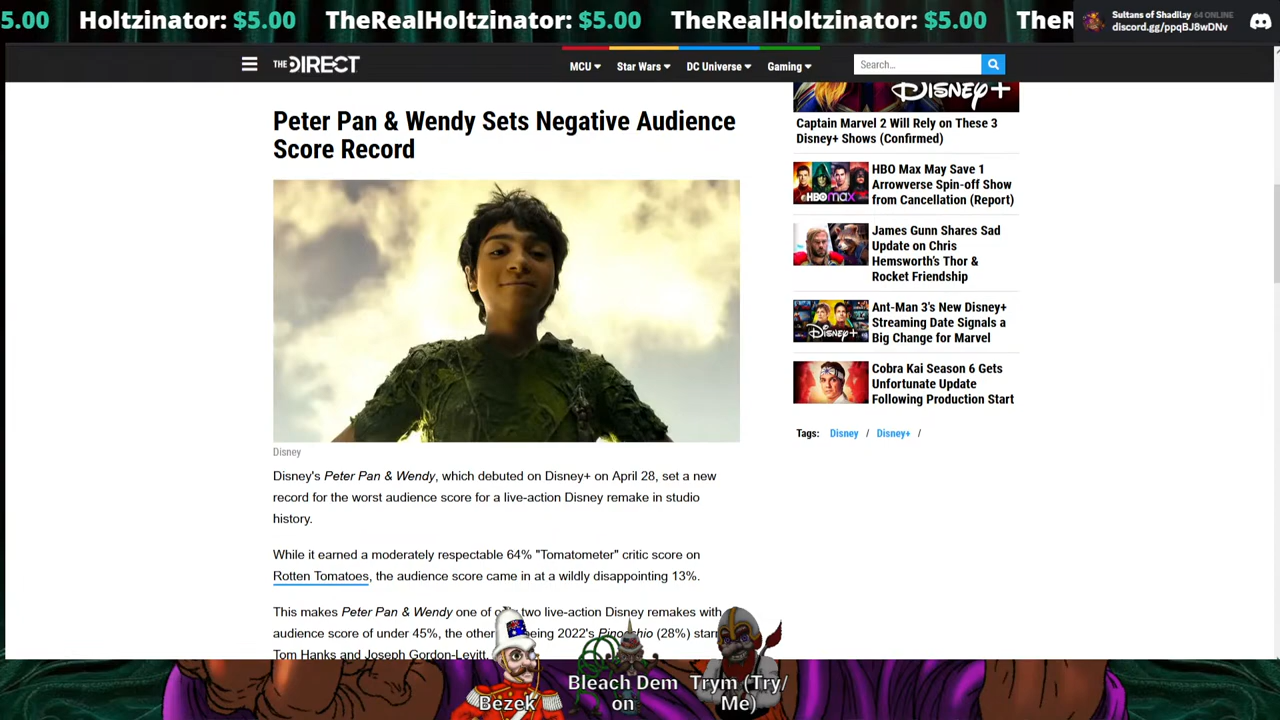 5.00 Holtzinator: $5.00 TheRealHoltzinator: $5.00 TheRealHoltzinator: $5.00 TheR
Sultans of Shadilay 64 ONLINE
discord.gg/ppqBJ8wDNv
THE DIRECT
MCU Star Wars DC Universe Gaming
Search...
Peter Pan & Wendy Sets Negative Audience
Score Record
Disney
Disney's Peter Pan & Wendy, which debuted on Disney+ on April 28, set a new
record for the worst audience score for a live-action Disney remake in studio
history.
While it earned a moderately respectable 64% "Tomatometer" critic score on
Rotten Tomatoes, the audience score came in at a wildly disappointing 13%.
This makes Peter Pan & Wendy one of two live-action Disney remakes with
audience score of under 45%, the other being 2022's (28%)
Tom Hanks and Joseph Gordon-Levitt.
DISNEY+
Captain Marvel 2 Will Rely on These 3
Disney+ Shows (Confirmed)
HBO max
HBO Max May Save 1
Arrowverse Spin-off Show
from Cancellation (Report)
James Gunn Shares Sad
Update on Chris
Hemsworth's Thor &
Rocket Friendship
Disney+
Ant-Man 3's New Disney+
Streaming Date Signals a
Big Change for Marvel
Cobra Kai Season 6 Gets
Unfortunate Update
Following Production Start
Tags: Disney / Disney+ /
Bezek
Bleach Dem
on
Trym (Try/
Me)